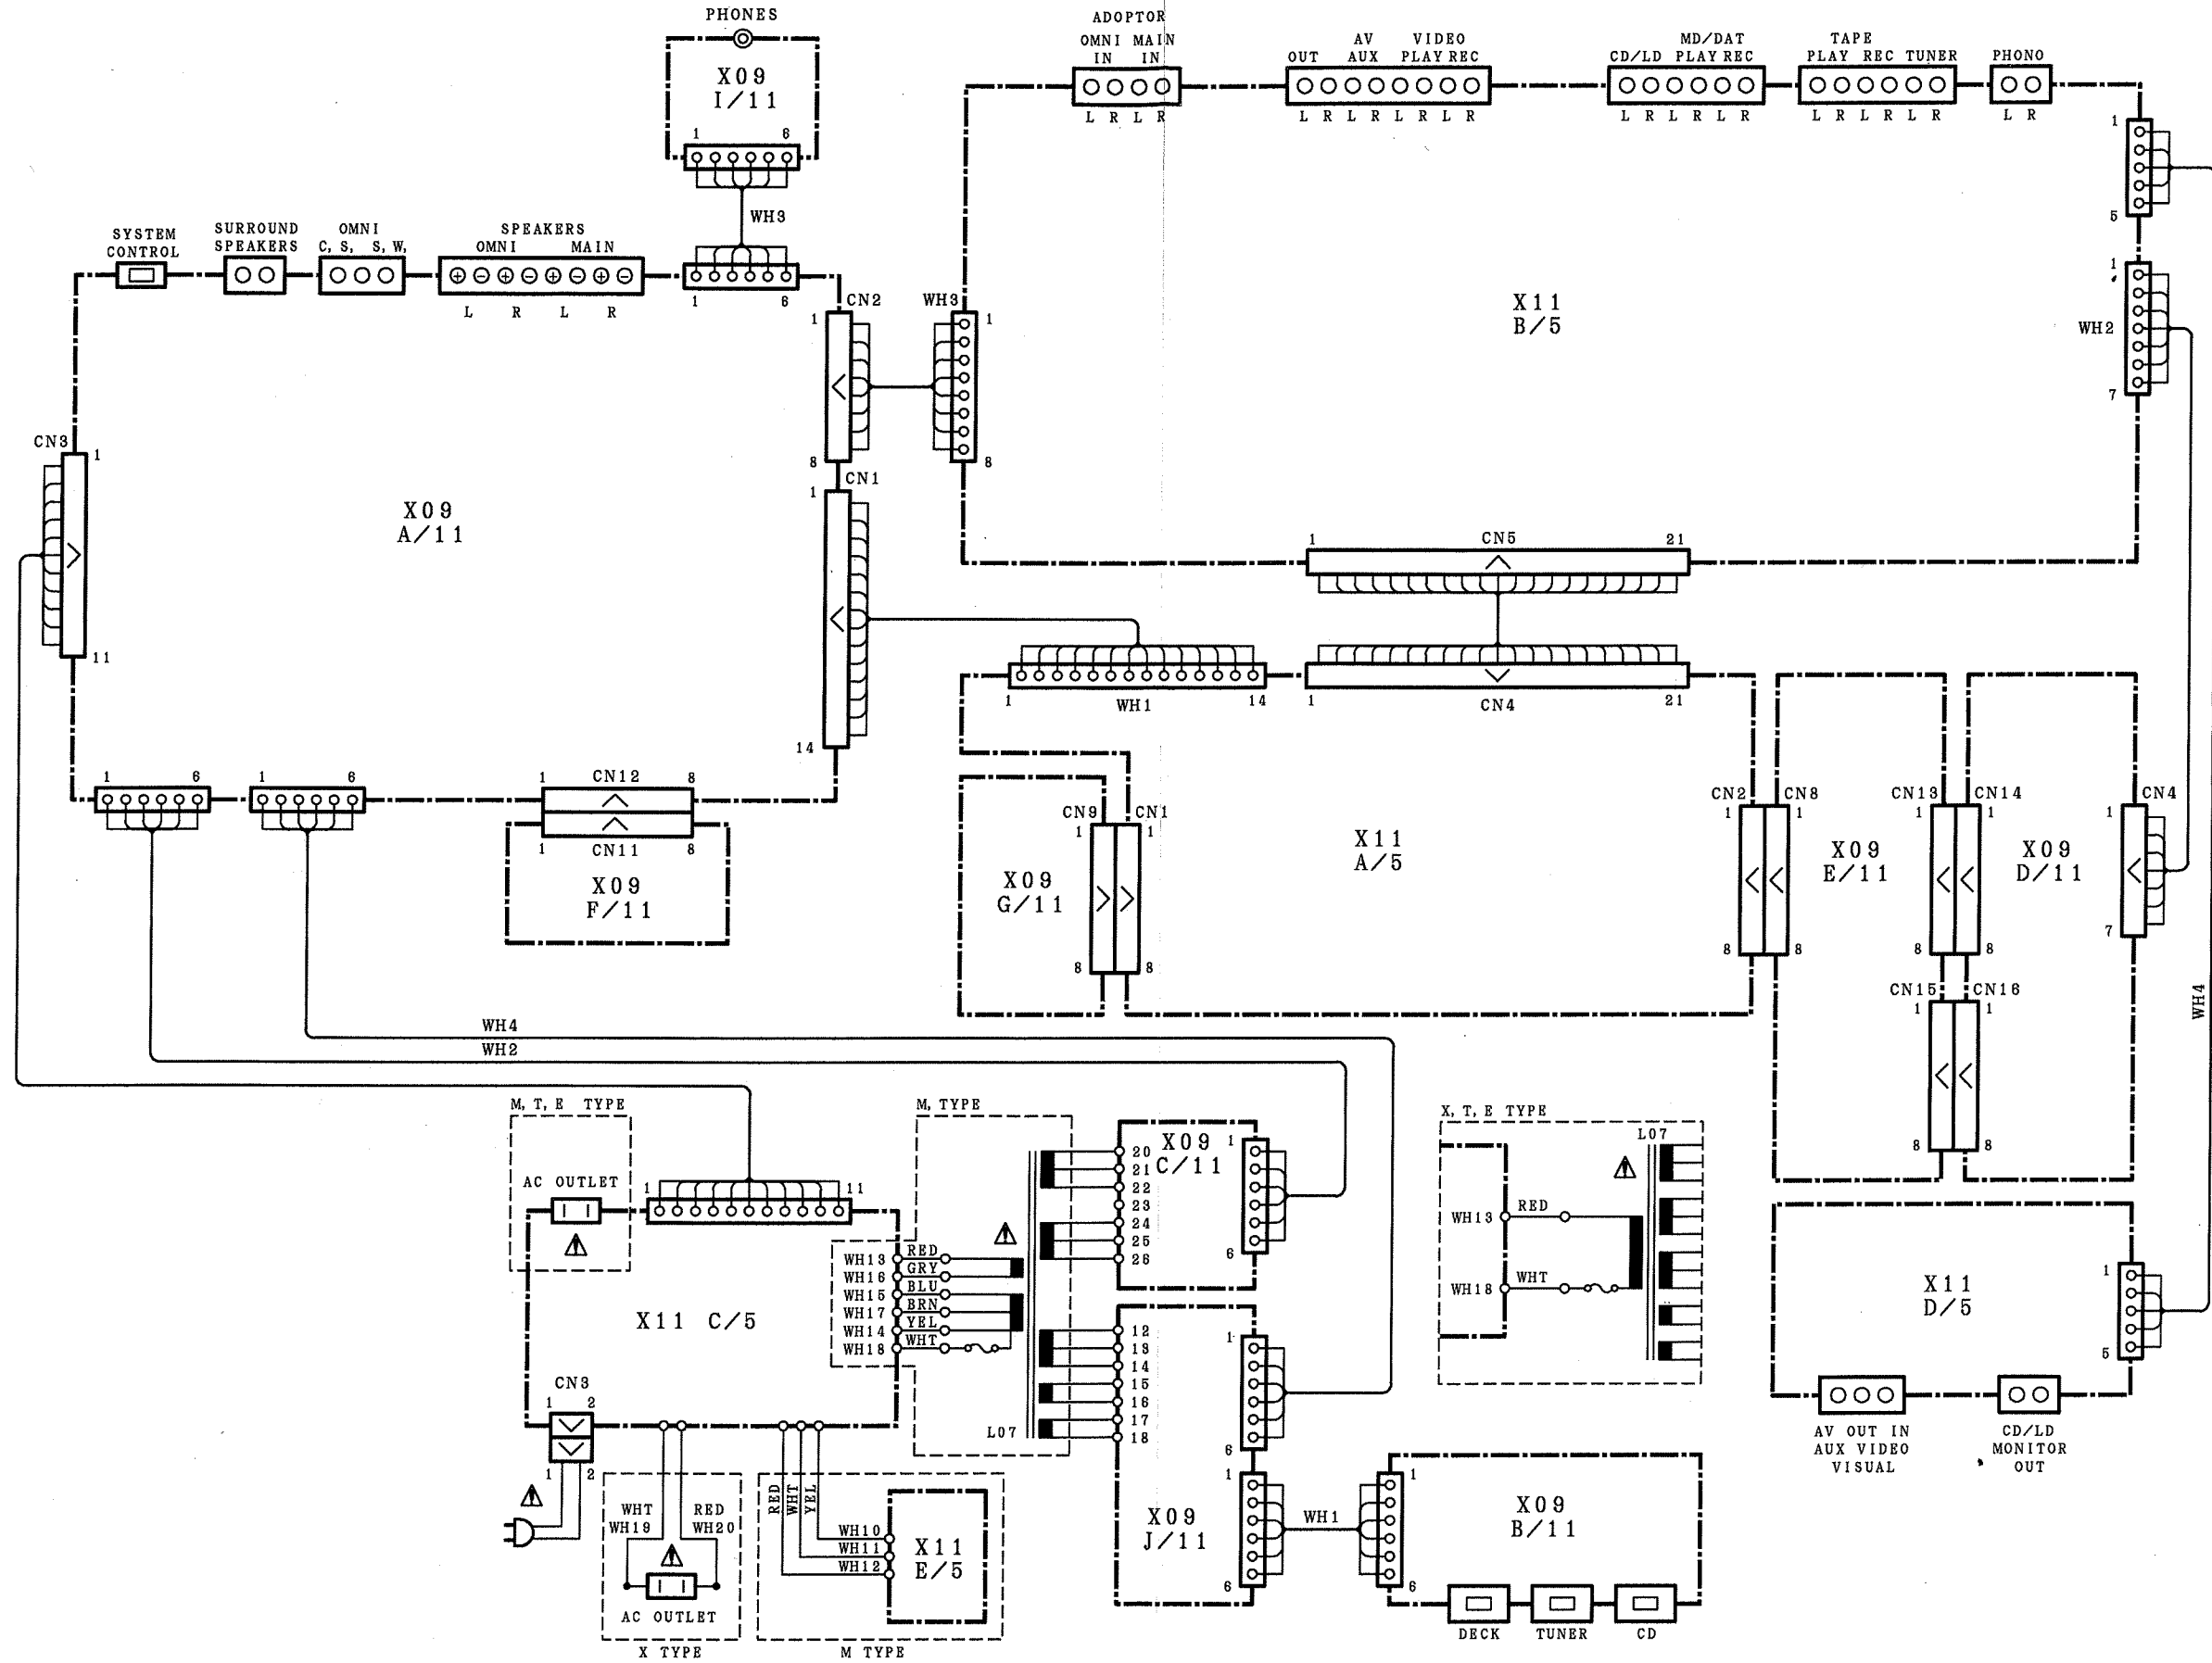 PHONES
X09
I/11
1 6
WH3
1 6
SYSTEM
CONTROL
SURROUND
SPEAKERS
OMNI
C, S, S, W,
SPEAKERS
OMNI MAIN
L R L R
CN2
1
8
CN1
1
14
CN3
1
11
X09
A/11
1 6
1 6
1 CN12 8
1 CN11 8
X09
F/11
ADOPTOR
OMNI MAIN
IN IN
L R L R
AV VIDEO
OUT AUX PLAY REC
L R L R L R L R
MD/DAT
CD/LD PLAY REC
L R L R L R
TAPE
PLAY REC TUNER
L R L R L R
PHONO
L R
1
5
1
WH2
7
WH3
1
8
X11
B/5
1 CN5 21
1 WH1 14
1 CN4 21
CN9 CN1
1 1
X09
G/11
8 8
X11
A/5
CN2 CN8
1 1
8 8
X09
E/11
CN13 CN14
1 1
8 8
CN15 CN16
1 1
8 8
X09
D/11
CN4
1
7
WH4
WH4
WH2
M, T, E TYPE
AC OUTLET
1 11
X11 C/5
CN3
1 2
1 2
WH13 RED
WH16 GRY
WH15 BLU
WH17 BRN
WH14 YEL
WH18 WHT
M, TYPE
L07
20
21
22
23
24
25
26
X09
C/11
1
6
12
13
14
15
16
17
18
1
6
1
6
X09
J/11
WH1
1
6
X09
B/11
DECK TUNER CD
WHT RED
WH19 WH20
AC OUTLET
X TYPE
RED
WHT
YEL
WH10
WH11
WH12
X11
E/5
M TYPE
X, T, E TYPE
L07
WH13 RED
WH18 WHT
X11
D/5
1
5
AV OUT IN
AUX VIDEO
VISUAL
CD/LD
MONITOR
OUT